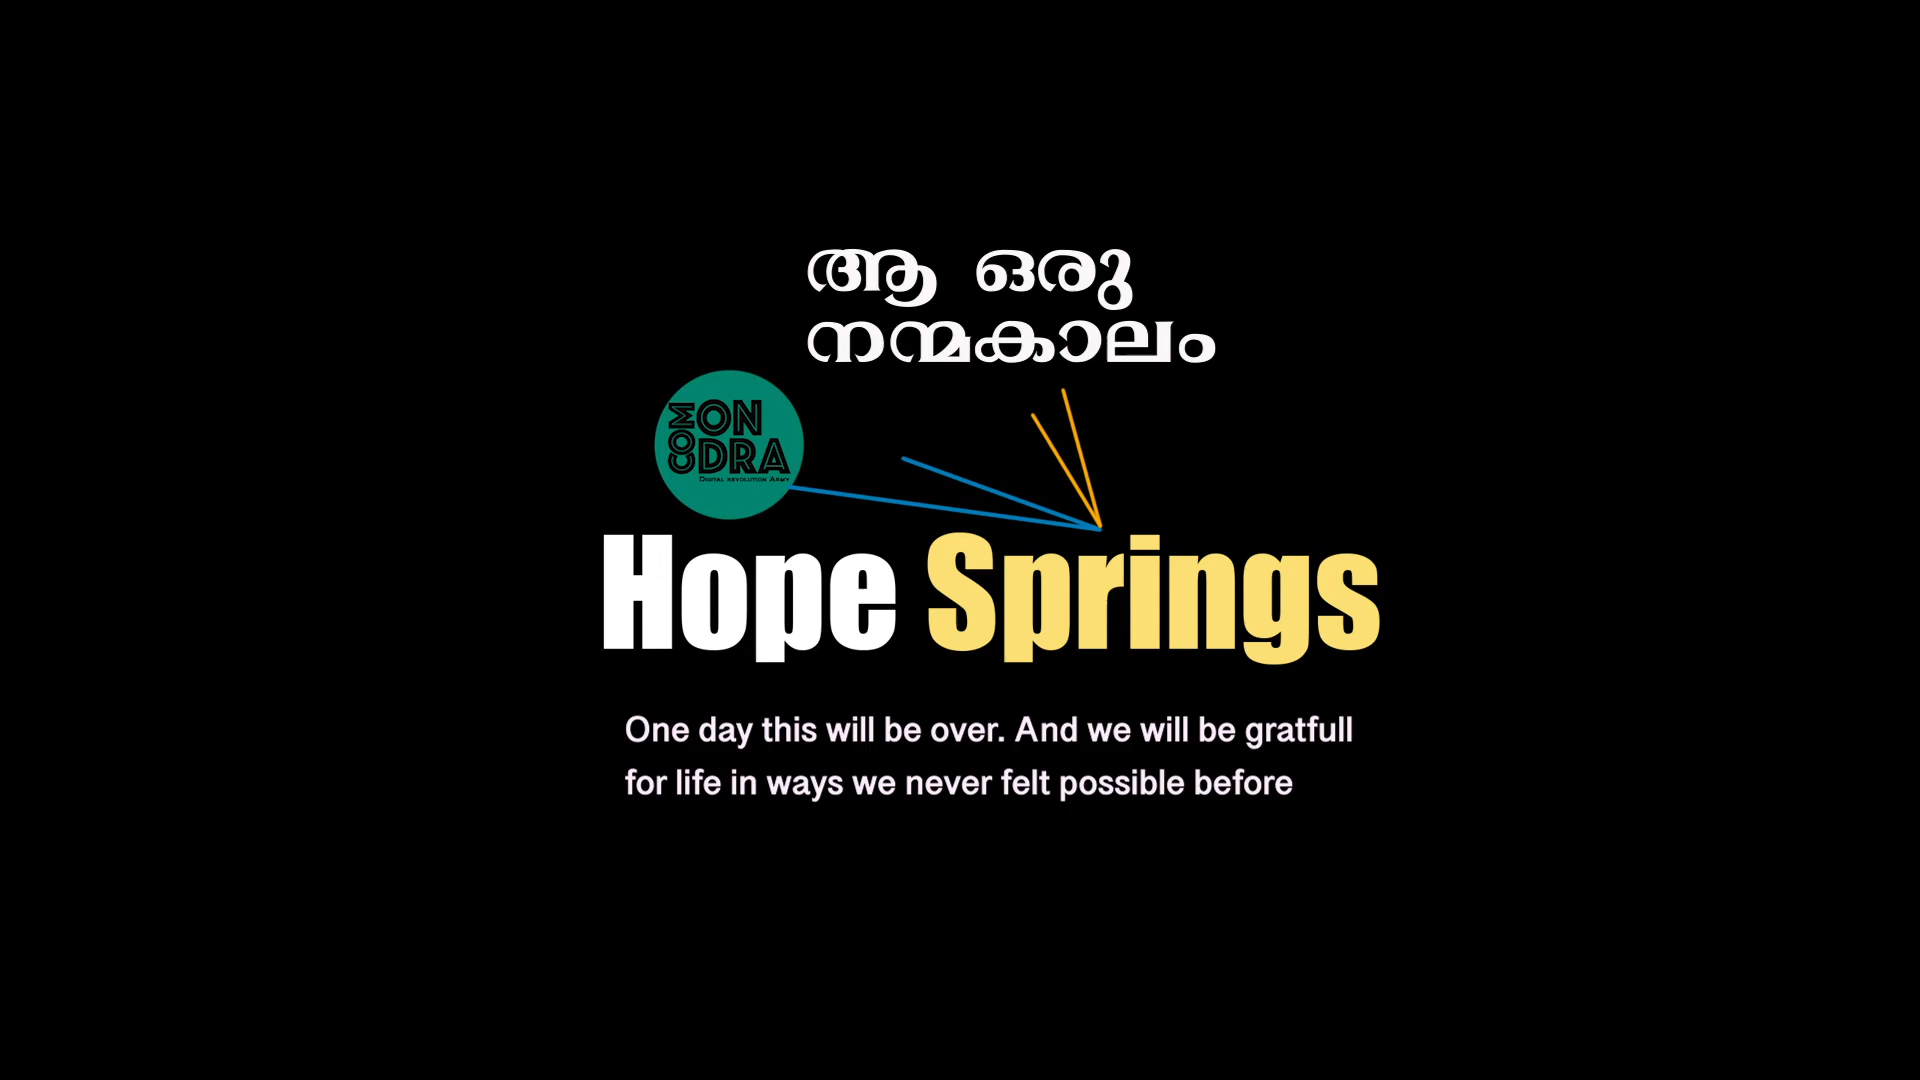 ആ ഒരു
നന്മകാലം
COM ON
DRA
Digital revolution Army
Hope Springs
One day this will be over. And we will be gratfull
for life in ways we never felt possible before